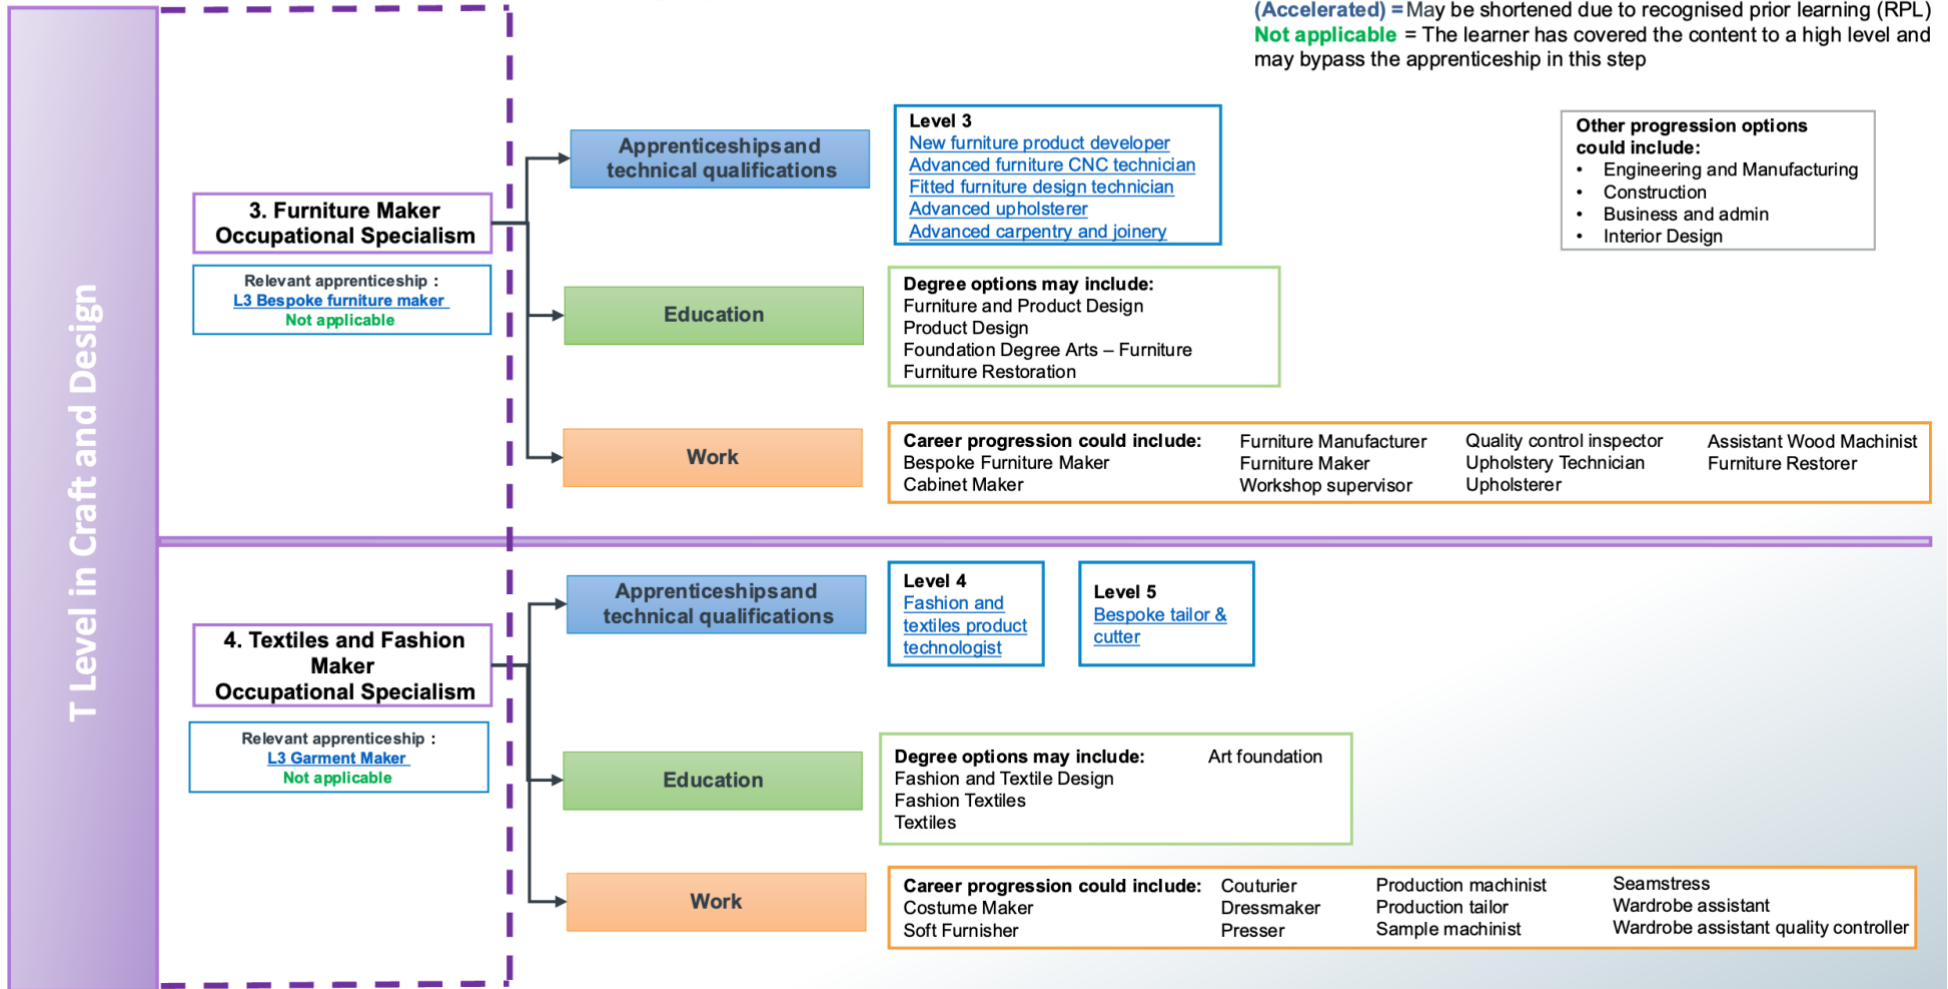 (Accelerated) = May be shortened due to recognised prior learning (RPL)
Not applicable = The learner has covered the content to a high level and
may bypass the apprenticeship in this step
T Level in Craft and Design
3. Furniture Maker
Occupational Specialism
Relevant apprenticeship :
L3 Bespoke furniture maker
Not applicable
Apprenticeships and
technical qualifications
Level 3
New furniture product developer
Advanced furniture CNC technician
Fitted furniture design technician
Advanced upholsterer
Advanced carpentry and joinery
Other progression options
could include:
• Engineering and Manufacturing
• Construction
• Business and admin
• Interior Design
Education
Degree options may include:
Furniture and Product Design
Product Design
Foundation Degree Arts – Furniture
Furniture Restoration
Work
Career progression could include:
Bespoke Furniture Maker
Cabinet Maker
Furniture Manufacturer
Furniture Maker
Workshop supervisor
Quality control inspector
Upholstery Technician
Upholsterer
Assistant Wood Machinist
Furniture Restorer
4. Textiles and Fashion
Maker
Occupational Specialism
Relevant apprenticeship :
L3 Garment Maker
Not applicable
Apprenticeships and
technical qualifications
Level 4
Fashion and
textiles product
technologist
Level 5
Bespoke tailor &
cutter
Education
Degree options may include:
Fashion and Textile Design
Fashion Textiles
Textiles
Art foundation
Work
Career progression could include:
Costume Maker
Soft Furnisher
Couturier
Dressmaker
Presser
Production machinist
Production tailor
Sample machinist
Seamstress
Wardrobe assistant
Wardrobe assistant quality controller